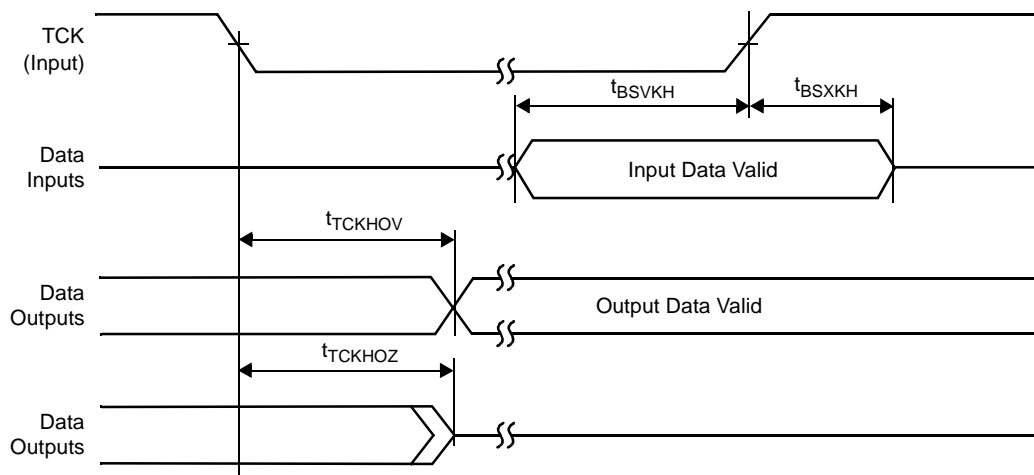 TCK
(Input)
tBSVKH
tBSXKH
Data
Inputs
Input Data Valid
tTCKHOV
Data
Outputs
Output Data Valid
tTCKHOZ
Data
Outputs